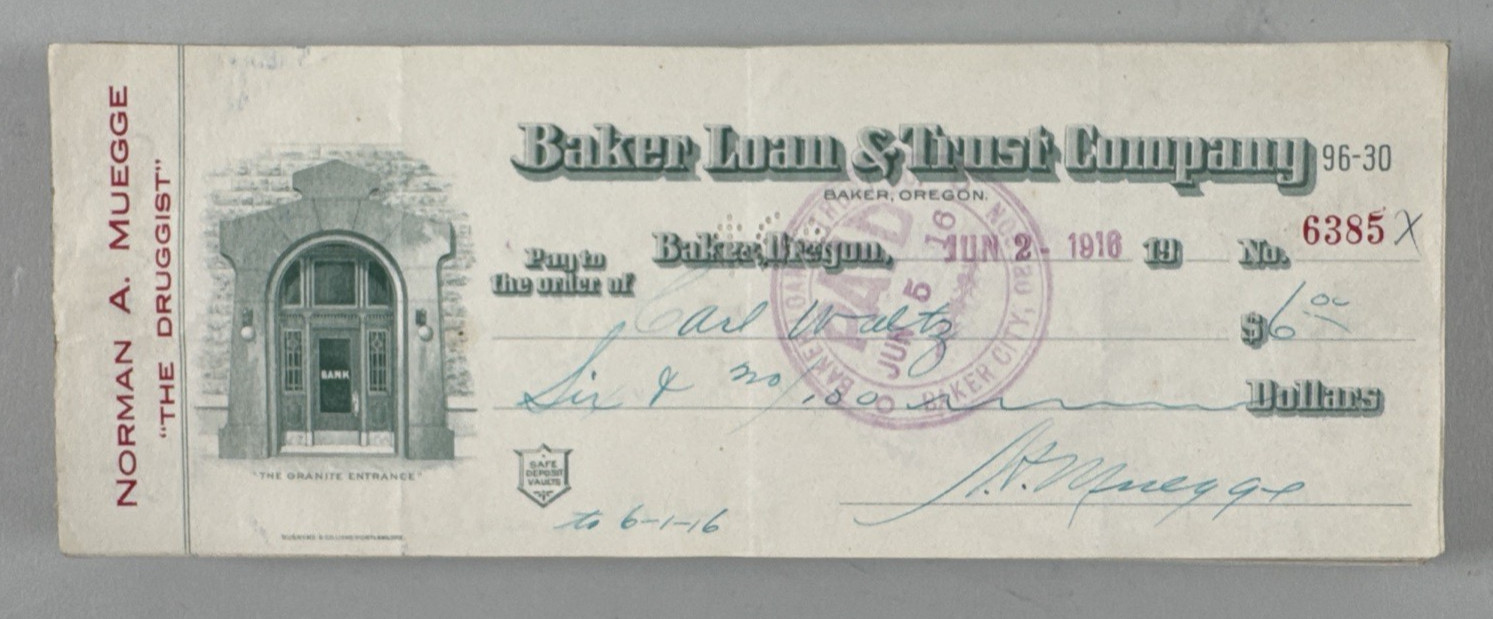 NORMAN A. MUEGGE
"THE DRUGGIST"
Baker Loan & Trust Company 96-30
BAKER, OREGON.
6385 X
Baker, Oregon, JUN 2 - 1916 19 No.
Pay to
the order of
Carl Waltz $6 00
Six & no/100 Dollars
BANK
"THE GRANITE ENTRANCE"
SAFE
DEPOSIT
VAULTS
to 6-1-16
N.A. Muegge
PAID
JUN 5 16
BAKER CITY, ORE